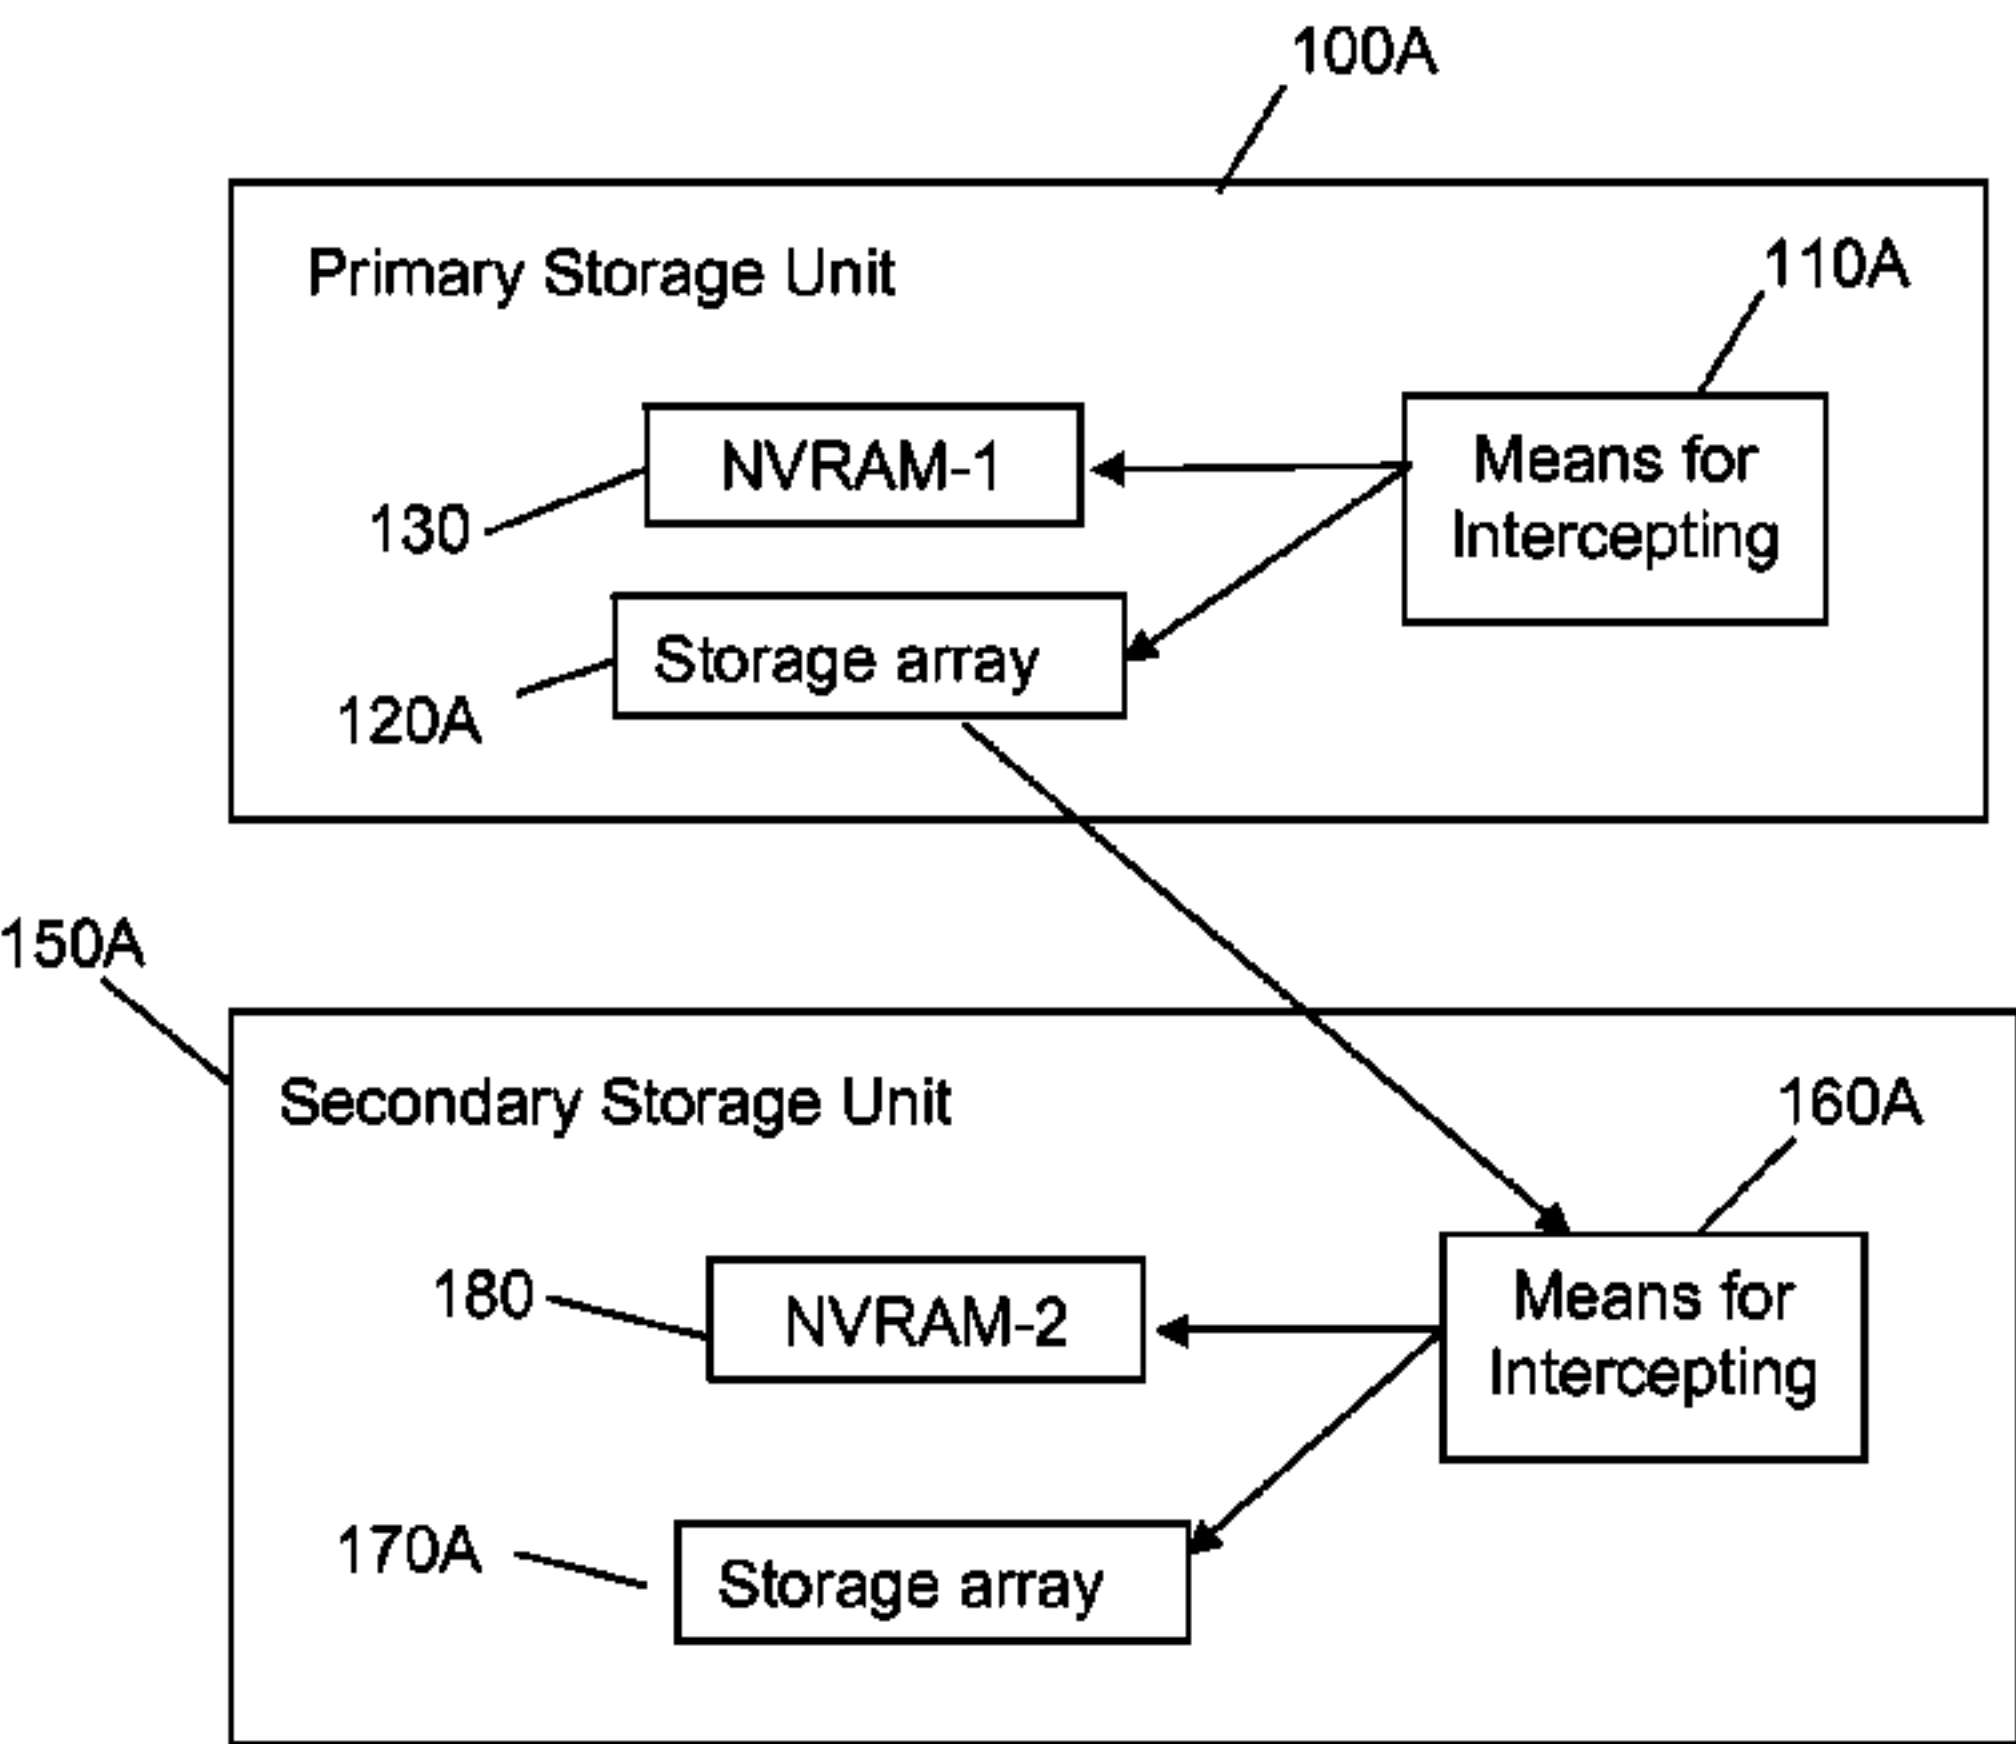 100A
Primary Storage Unit
110A
NVRAM-1
Means for
Intercepting
130
Storage array
120A
150A
Secondary Storage Unit
160A
180
NVRAM-2
Means for
Intercepting
170A
Storage array